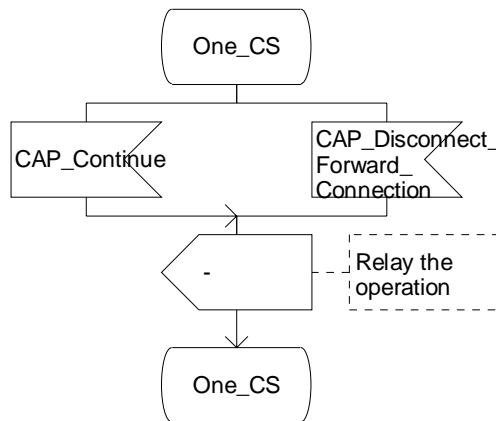 One_CS
CAP_Continue
CAP_Disconnect_
Forward_
Connection
-
Relay the
operation
One_CS